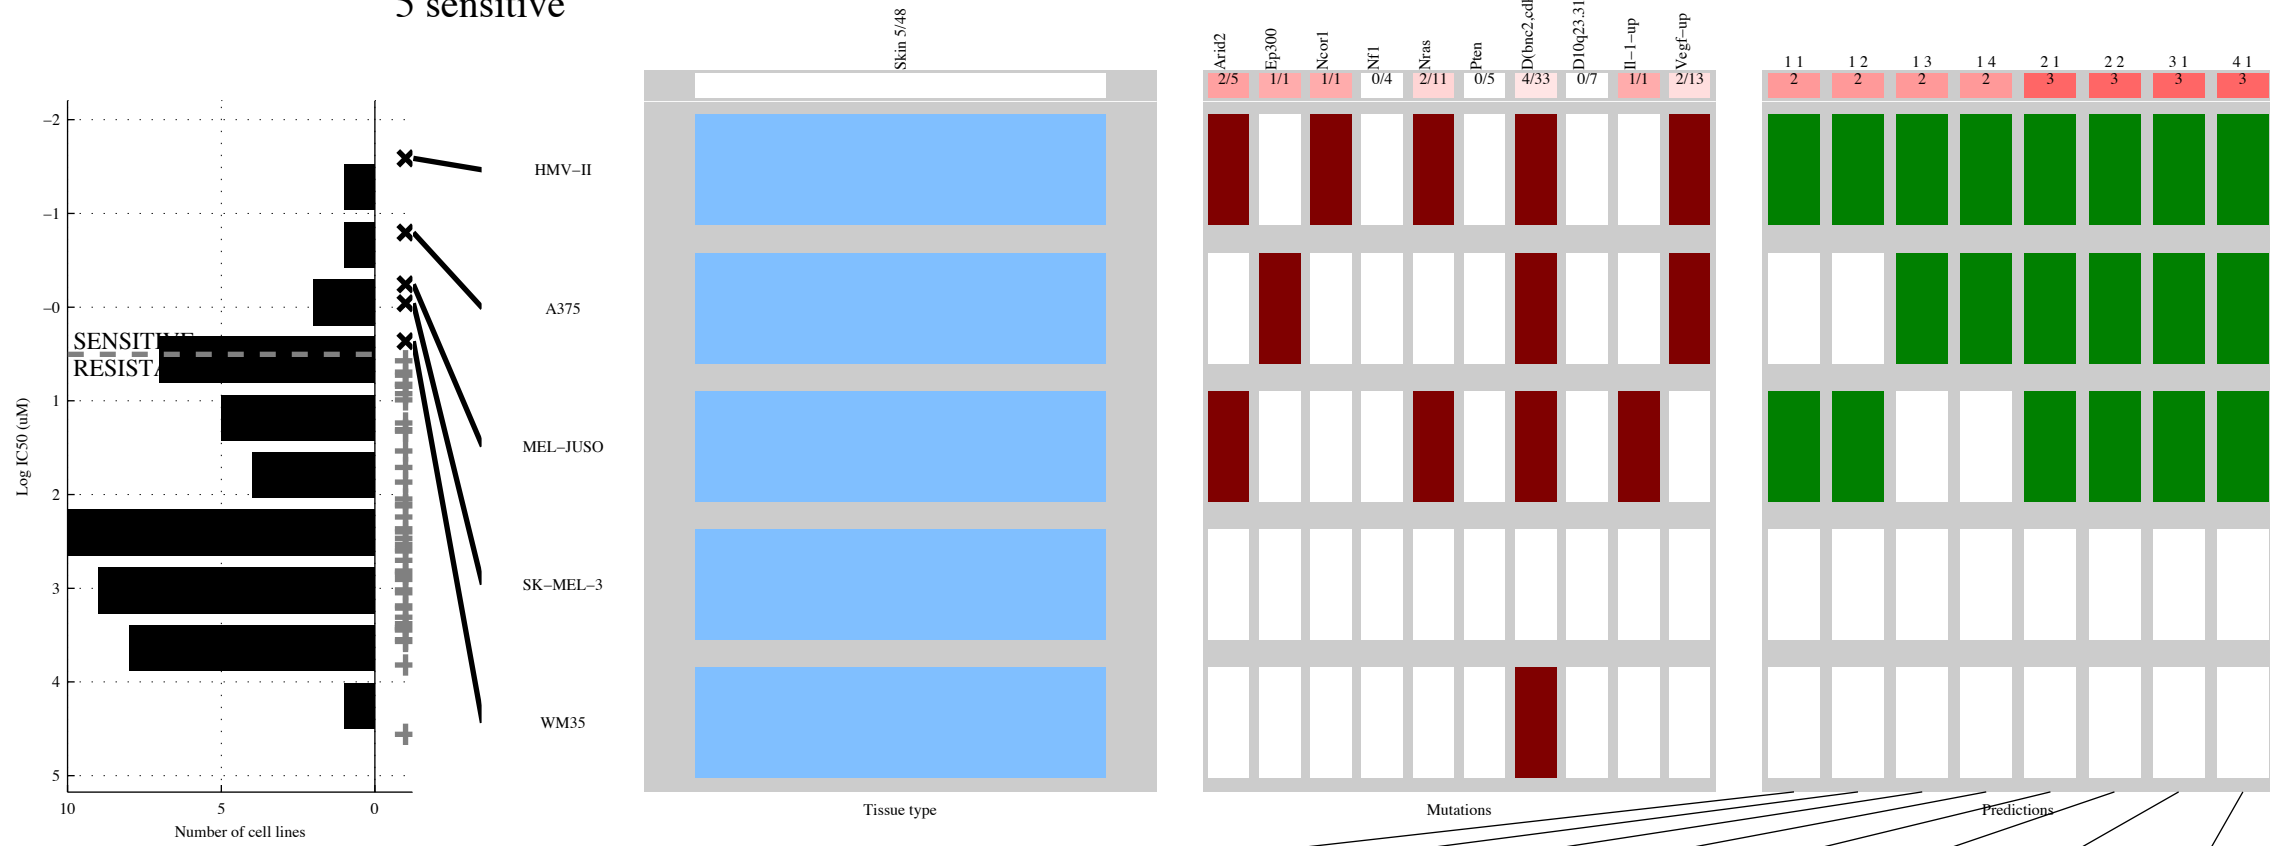 5 sensitive
Skin 5/48
Arid2
Ep300
Ncor1
Nf1
Nras
Pten
D(bnc2,cd
D10q23.31
Il−1−up
Vegf−up
1 1
1 2
1 3
1 4
2 1
2 2
3 1
4 1
2/5
1/1
1/1
0/4
2/11
0/5
4/33
0/7
1/1
2/13
2
2
2
2
3
3
3
3
−2
−1
−0
1
2
3
4
5
SENSITIVE
RESISTA
Log IC50 (uM)
10
5
0
Number of cell lines
HMV−II
A375
MEL−JUSO
SK−MEL−3
WM35
Tissue type
Mutations
Predictions